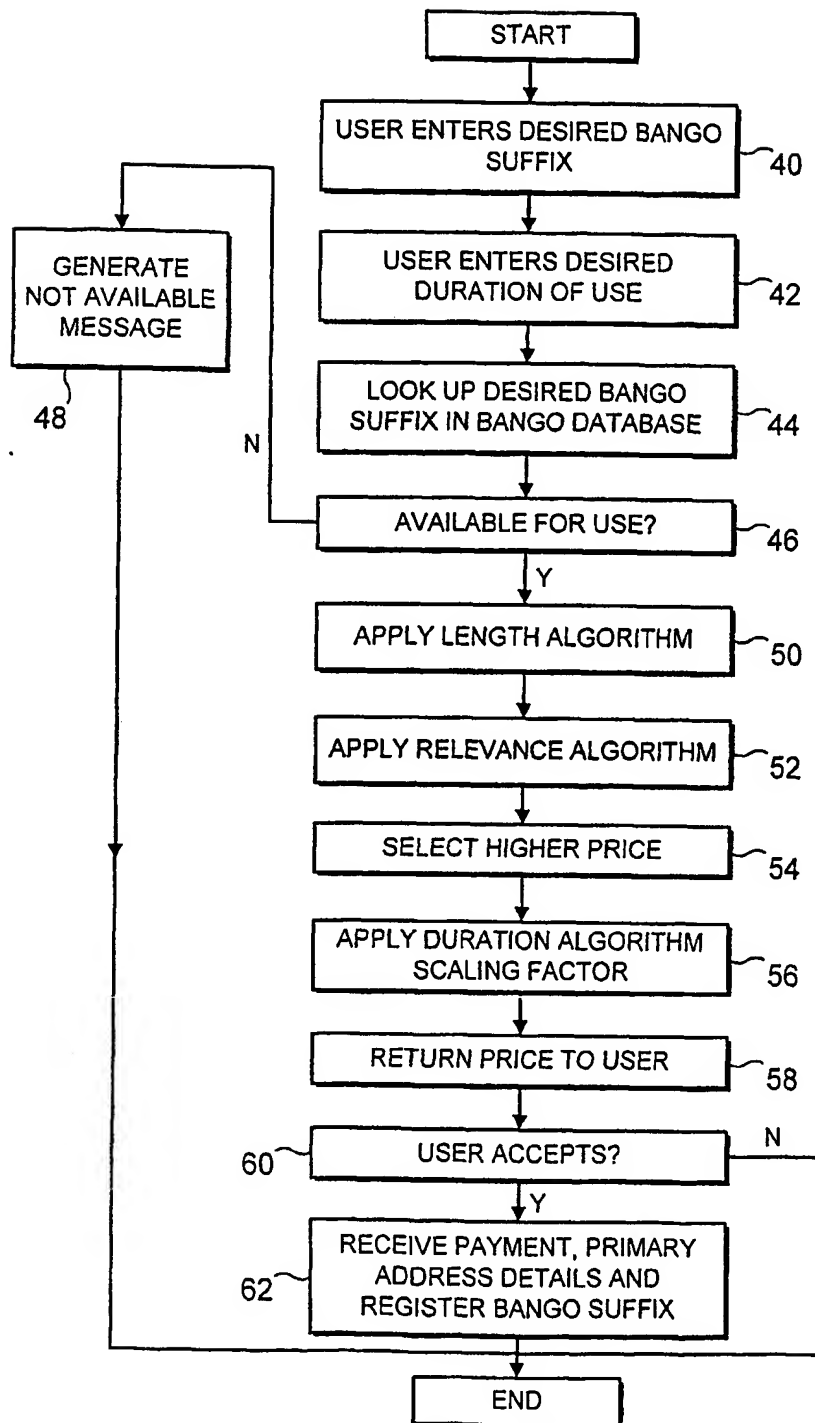 START
USER ENTERS DESIRED BANGO
SUFFIX
40
USER ENTERS DESIRED
DURATION OF USE
42
GENERATE
NOT AVAILABLE
MESSAGE
48
LOOK UP DESIRED BANGO
SUFFIX IN BANGO DATABASE
44
N
AVAILABLE FOR USE?
46
Y
APPLY LENGTH ALGORITHM
50
APPLY RELEVANCE ALGORITHM
52
SELECT HIGHER PRICE
54
APPLY DURATION ALGORITHM
SCALING FACTOR
56
RETURN PRICE TO USER
58
60
USER ACCEPTS?
N
Y
62
RECEIVE PAYMENT, PRIMARY
ADDRESS DETAILS AND
REGISTER BANGO SUFFIX
END